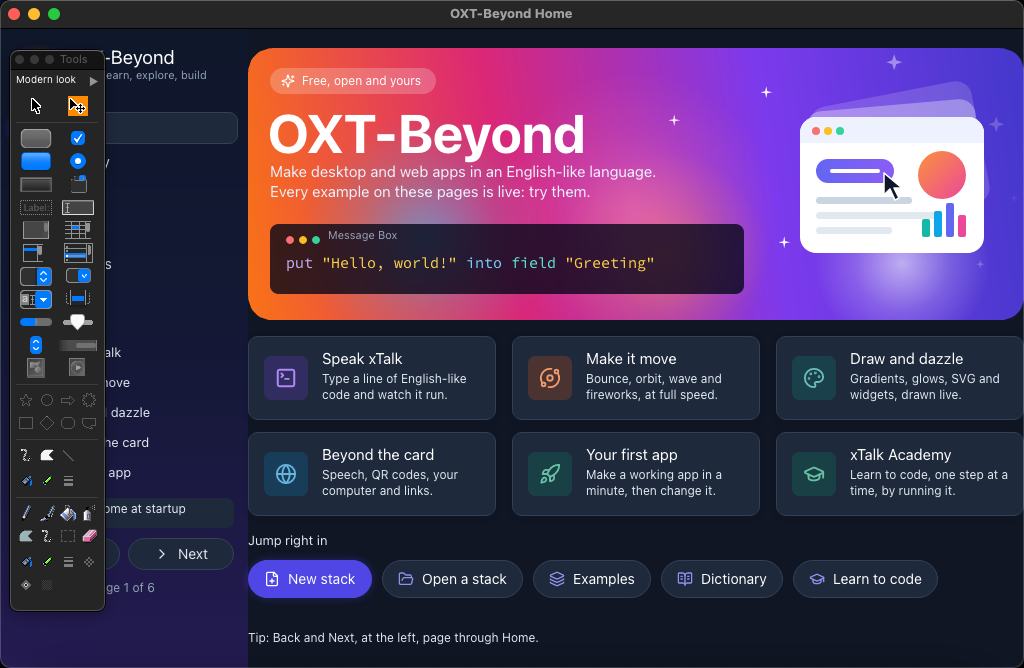 OXT-Beyond Home
Tools
Modern look
Label:
-Beyond
earn, explore, build
Next
Free, open and yours
OXT-Beyond
Make desktop and web apps in an English-like language.
Every example on these pages is live: try them.
Message Box
put "Hello, world!" into field "Greeting"
Speak xTalk
Type a line of English-like
code and watch it run.
Make it move
Bounce, orbit, wave and
fireworks, at full speed.
Draw and dazzle
Gradients, glows, SVG and
widgets, drawn live.
Beyond the card
Speech, QR codes, your
computer and links.
Your first app
Make a working app in a
minute, then change it.
xTalk Academy
Learn to code, one step at a
time, by running it.
Jump right in
New stack
Open a stack
Examples
Dictionary
Learn to code
Tip: Back and Next, at the left, page through Home.
alk
nove
dazzle
he card
app
ome at startup
ge 1 of 6